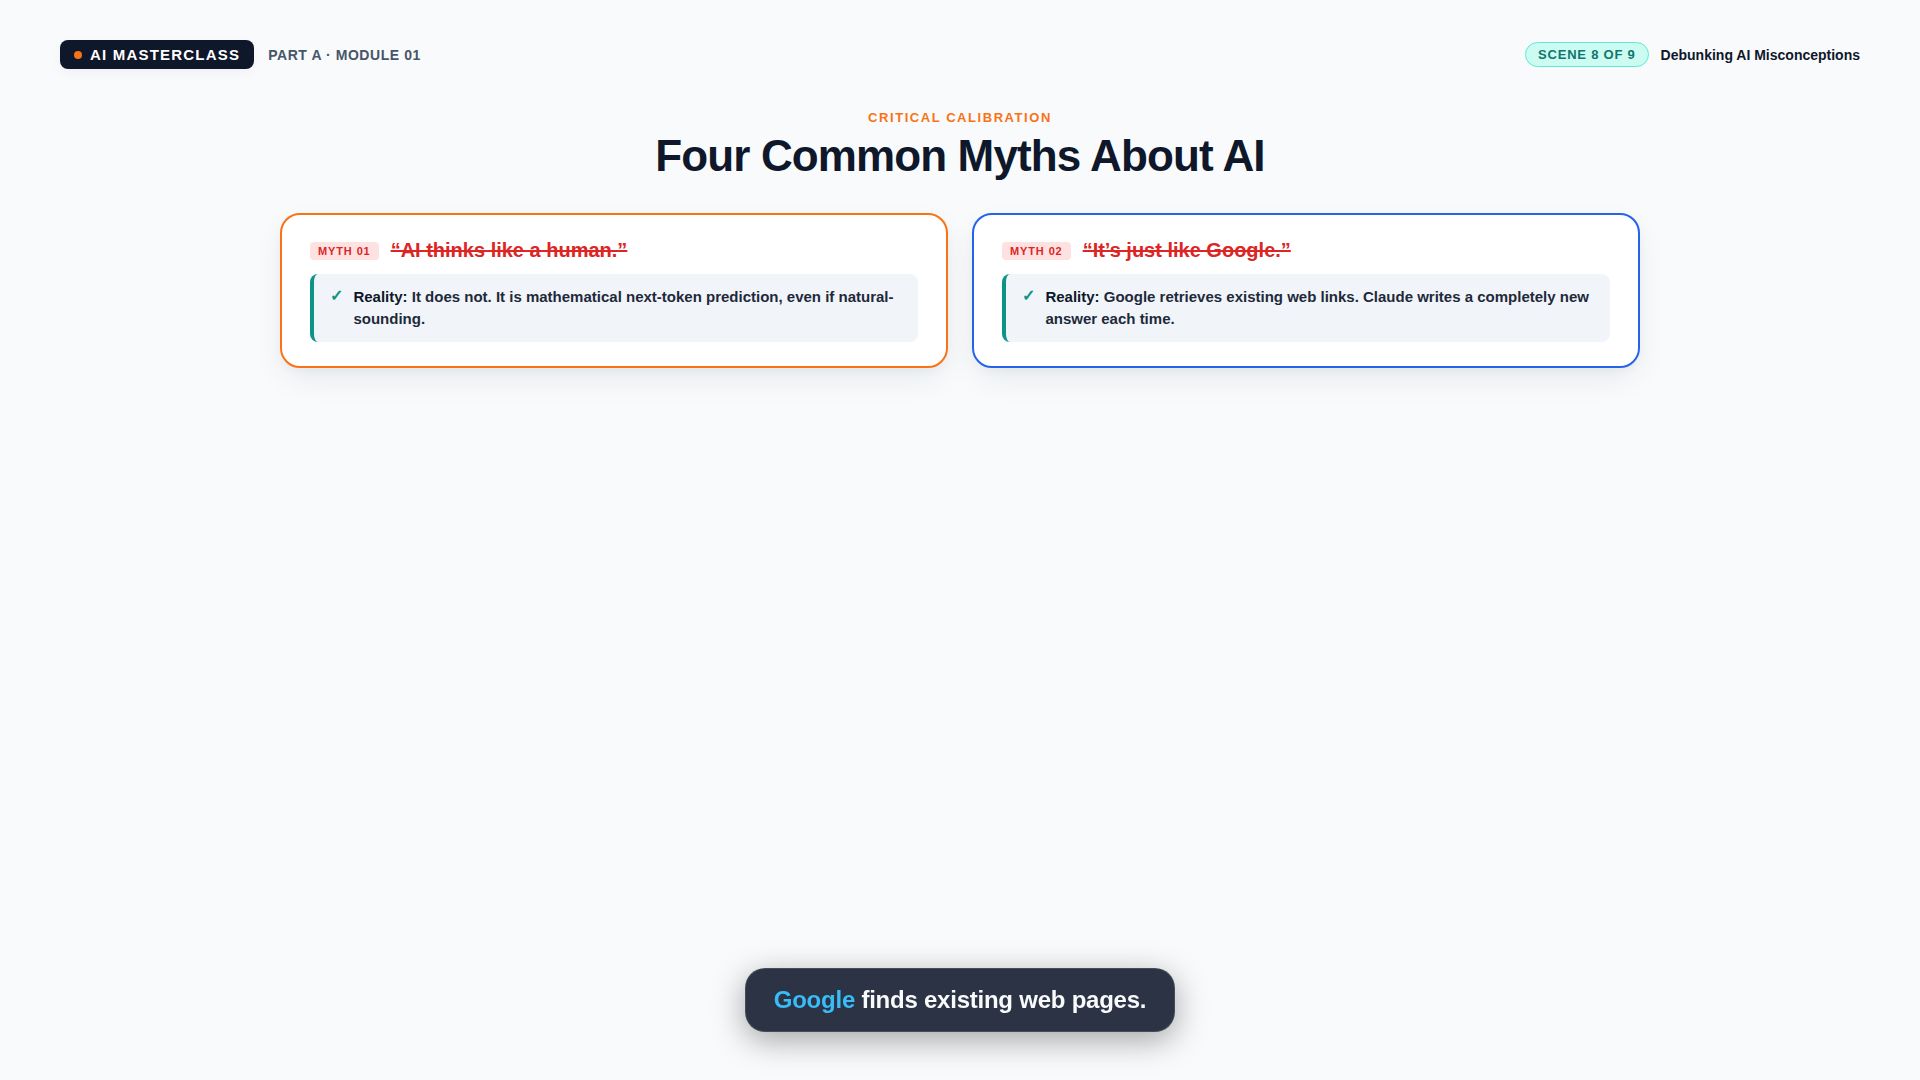 AI MASTERCLASS PART A · MODULE 01
SCENE 8 OF 9 Debunking AI Misconceptions
CRITICAL CALIBRATION
Four Common Myths About AI
MYTH 01 “AI thinks like a human.”
✓ Reality: It does not. It is mathematical next-token prediction, even if natural-
sounding.
MYTH 02 “It’s just like Google.”
✓ Reality: Google retrieves existing web links. Claude writes a completely new
answer each time.
Google finds existing web pages.